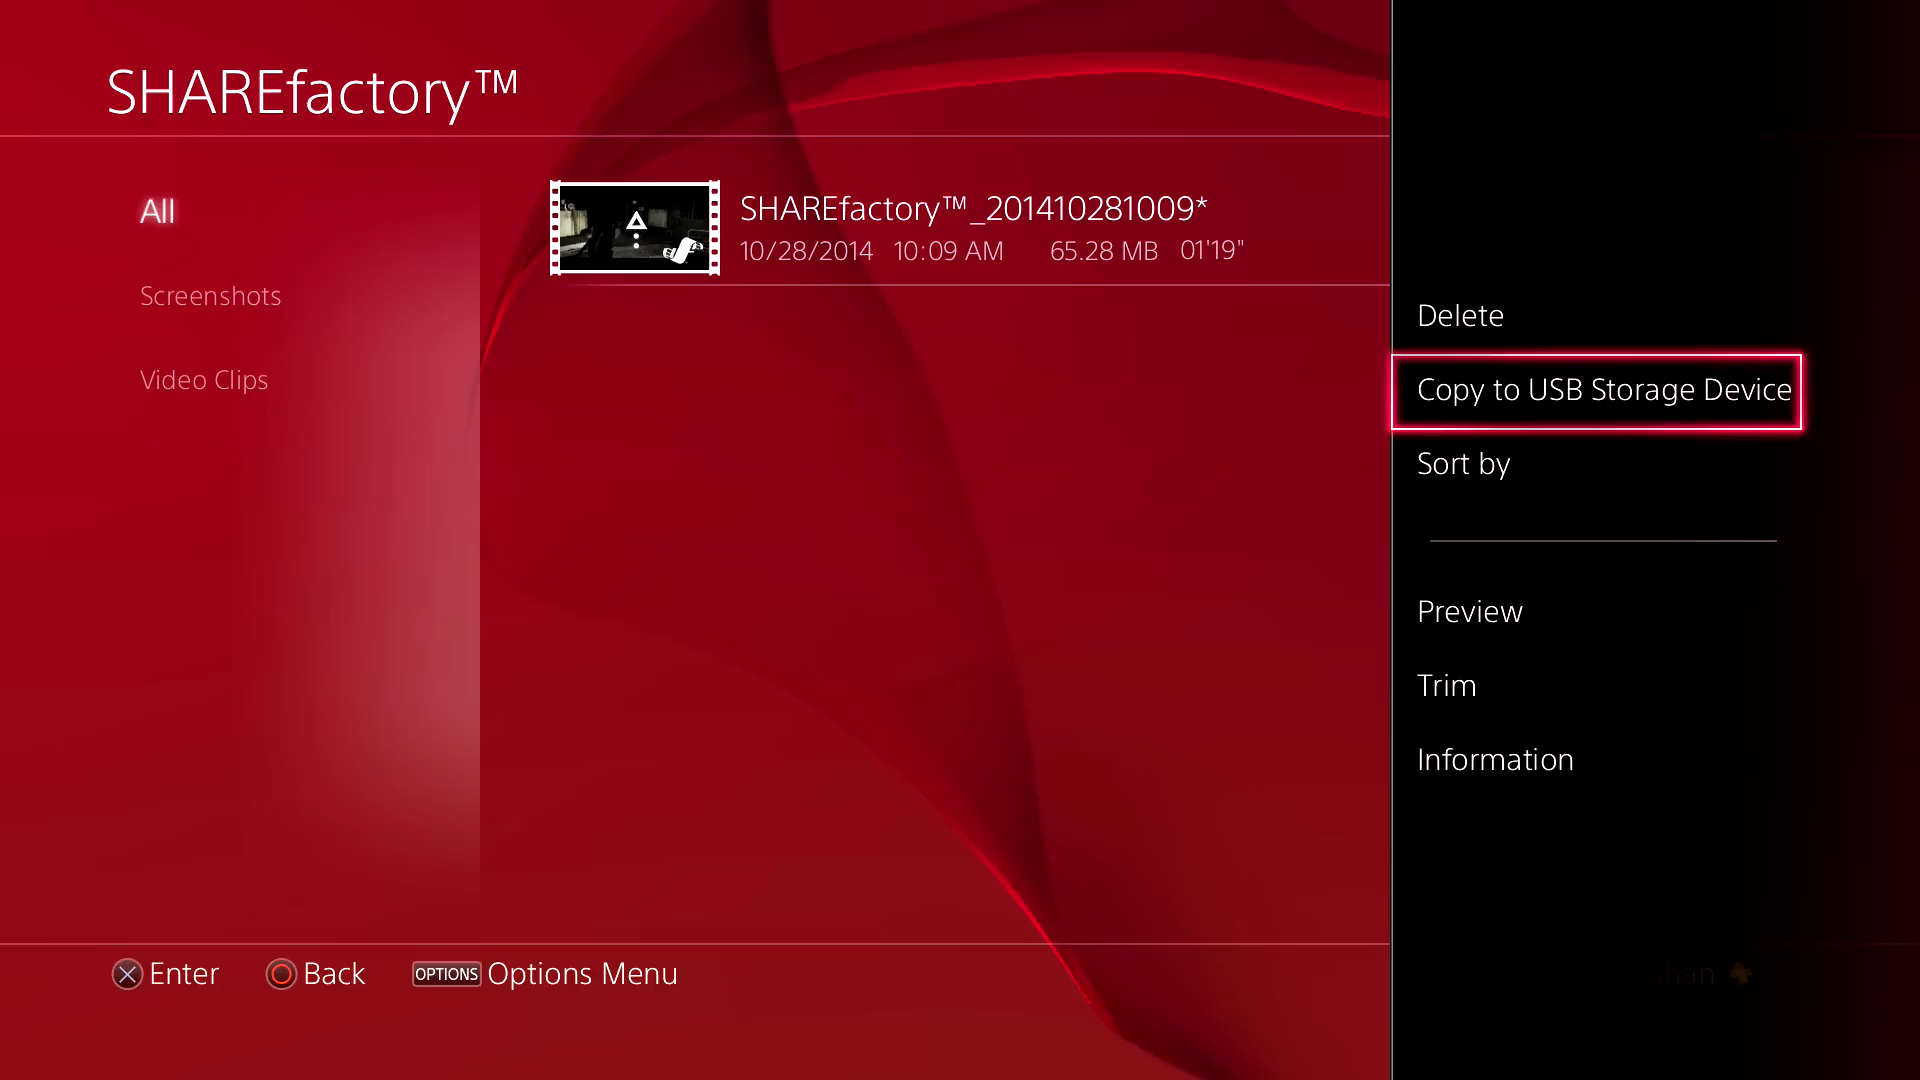 SHAREfactory™
All
Screenshots
Video Clips
SHAREfactory™_201410281009*
10/28/2014 10:09 AM 65.28 MB 01'19"
Delete
Copy to USB Storage Device
Sort by
Preview
Trim
Information
Enter Back OPTIONS Options Menu